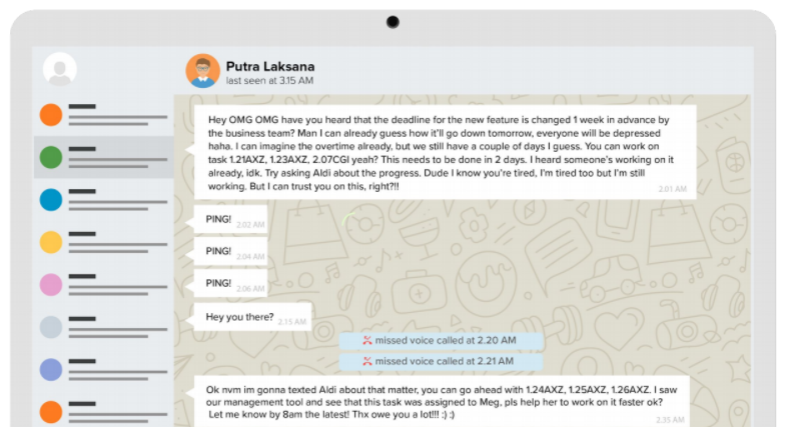 Putra Laksana
last seen at 3.15 AM
Hey OMG OMG have you heard that the deadline for the new feature is changed 1 week in advance by
the business team? Man I can already guess how it'll go down tomorrow, everyone will be depressed
haha. I can imagine the overtime already, but we still have a couple of days I guess. You can work on
task 1.21AXZ, 1.23AXZ, 2.07CGI yeah? This needs to be done in 2 days. I heard someone's working on it
already, idk. Try asking Aldi about the progress. Dude I know you're tired, I'm tired too but I'm still
working. But I can trust you on this, right?!!
2.01 AM
PING! 2.02 AM
PING! 2.04 AM
PING! 2.06 AM
Hey you there? 2.15 AM
missed voice called at 2.20 AM
missed voice called at 2.21 AM
Ok nvm im gonna texted Aldi about that matter, you can go ahead with 1.24AXZ, 1.25AXZ, 1.26AXZ. I saw
our management tool and see that this task was assigned to Meg, pls help her to work on it faster ok?
Let me know by 8am the latest! Thx owe you a lot!!! :) :)
2.35 AM